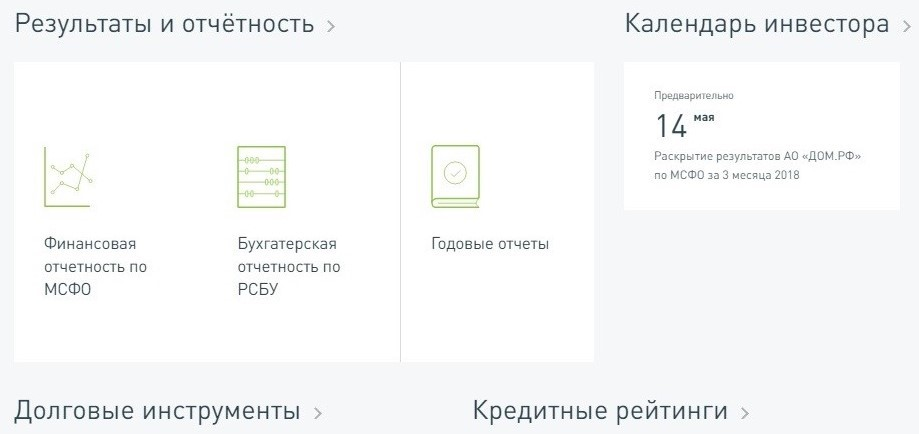 Результаты и отчётность
Календарь инвестора
Предварительно
14 мая
Раскрытие результатов АО «ДОМ.РФ»
по МСФО за 3 месяца 2018
Финансовая
отчетность по
МСФО
Бухгатерская
отчетность по
РСБУ
Годовые отчеты
Долговые инструменты
Кредитные рейтинги